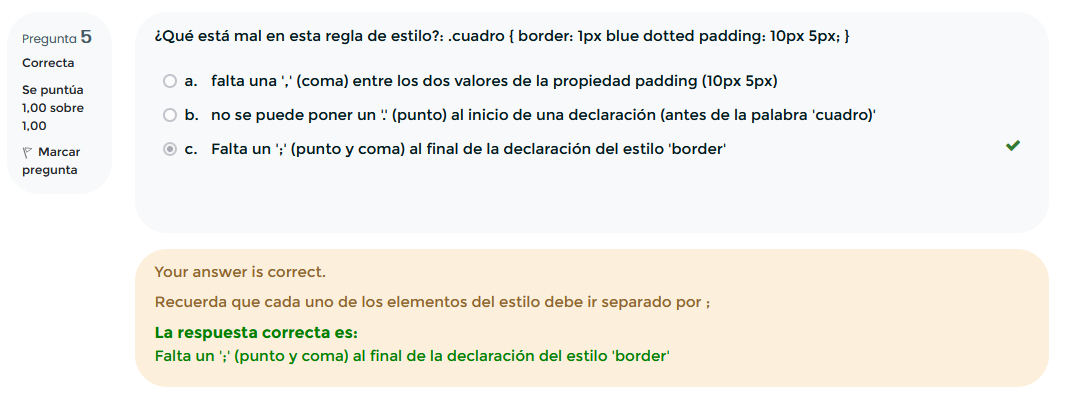 Pregunta 5
Correcta
Se puntúa
1,00 sobre
1,00
Marcar
pregunta
¿Qué está mal en esta regla de estilo?: .cuadro { border: 1px blue dotted padding: 10px 5px; }
a. falta una ',' (coma) entre los dos valores de la propiedad padding (10px 5px)
b. no se puede poner un '.' (punto) al inicio de una declaración (antes de la palabra 'cuadro)'
c. Falta un ';' (punto y coma) al final de la declaración del estilo 'border'
Your answer is correct.
Recuerda que cada uno de los elementos del estilo debe ir separado por ;
La respuesta correcta es:
Falta un ';' (punto y coma) al final de la declaración del estilo 'border'